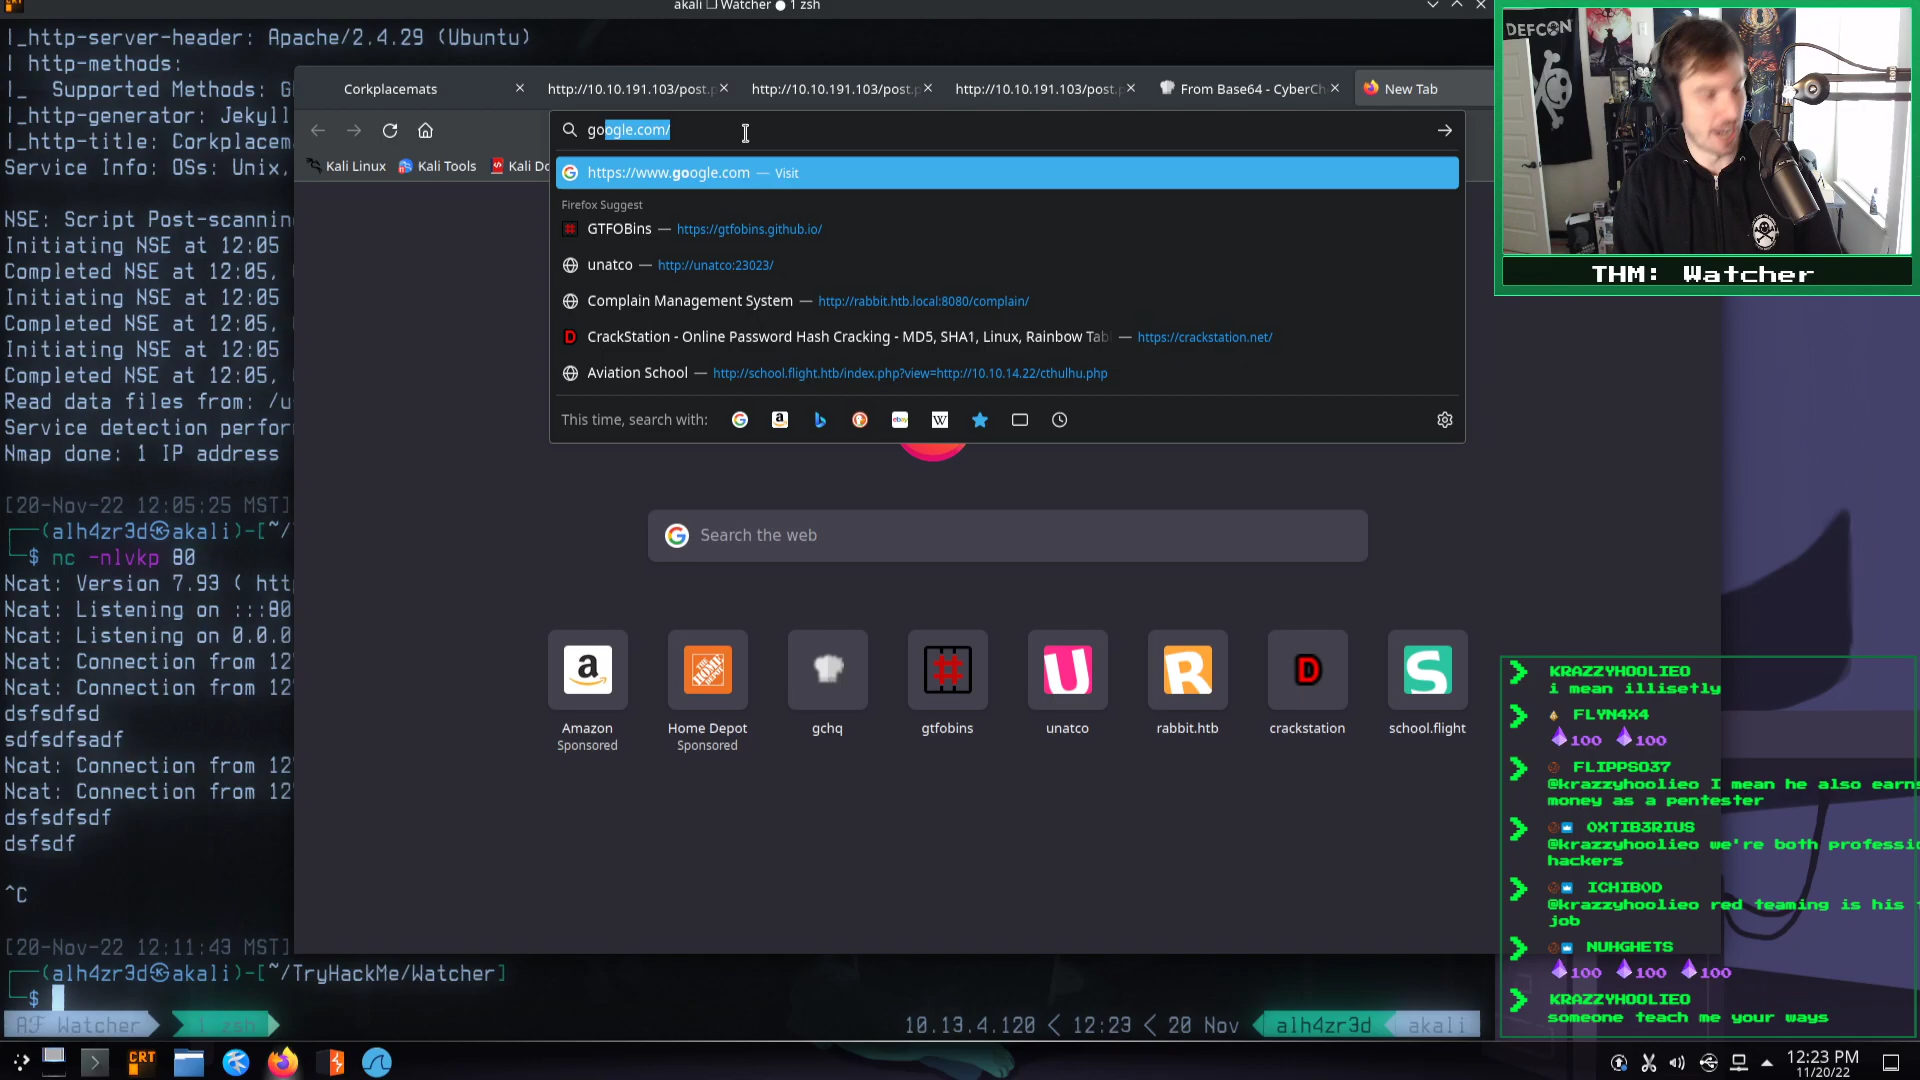 akali ❐ Watcher ● 1 zsh
|_http-server-header: Apache/2.4.29 (Ubuntu)
| http-methods:
|_  Supported Methods: G
|_http-generator: Jekyll
|_http-title: Corkplacem
Service Info: OSs: Unix,
NSE: Script Post-scannin
Initiating NSE at 12:05
Completed NSE at 12:05,
Initiating NSE at 12:05
Completed NSE at 12:05,
Initiating NSE at 12:05
Completed NSE at 12:05,
Read data files from: /u
Service detection perfor
Nmap done: 1 IP address
[20-Nov-22 12:05:25 MST]
(alh4zr3d㉿akali)-[~/
$ nc -nlvkp 80
Ncat: Version 7.93 ( htt
Ncat: Listening on :::80
Ncat: Listening on 0.0.0
Ncat: Connection from 12
Ncat: Connection from 12
dsfsdfsd
sdfsdfsadf
Ncat: Connection from 12
Ncat: Connection from 12
dsfsdfsdf
dsfsdf
^C
[20-Nov-22 12:11:43 MST]
(alh4zr3d㉿akali)-[~/TryHackMe/Watcher]
$
Watcher
1 zsh
10.13.4.120 < 12:23 < 20 Nov
alh4zr3d
akali
Corkplacemats
http://10.10.191.103/post.p
http://10.10.191.103/post.p
http://10.10.191.103/post.
From Base64 - CyberCh
New Tab
google.com/
Kali Linux
Kali Tools
Kali Do
https://www.google.com — Visit
Firefox Suggest
GTFOBins — https://gtfobins.github.io/
unatco — http://unatco:23023/
Complain Management System — http://rabbit.htb.local:8080/complain/
CrackStation - Online Password Hash Cracking - MD5, SHA1, Linux, Rainbow Tab — https://crackstation.net/
Aviation School — http://school.flight.htb/index.php?view=http://10.10.14.22/cthulhu.php
This time, search with:
Search the web
Amazon
Sponsored
Home Depot
Sponsored
gchq
gtfobins
unatco
rabbit.htb
crackstation
school.flight
DEFCON
THM: Watcher
KRAZZYHOOLIEO
i mean illisetly
FLYN4X4
100 100
FLIPPSO37
@krazzyhoolieo I mean he also earns
money as a pentester
0XTIB3RIUS
@krazzyhoolieo we're both professio
hackers
ICHIBOD
@krazzyhoolieo red teaming is his
job
NUHGHETS
100 100 100
KRAZZYHOOLIEO
someone teach me your ways
CRT
12:23 PM
11/20/22